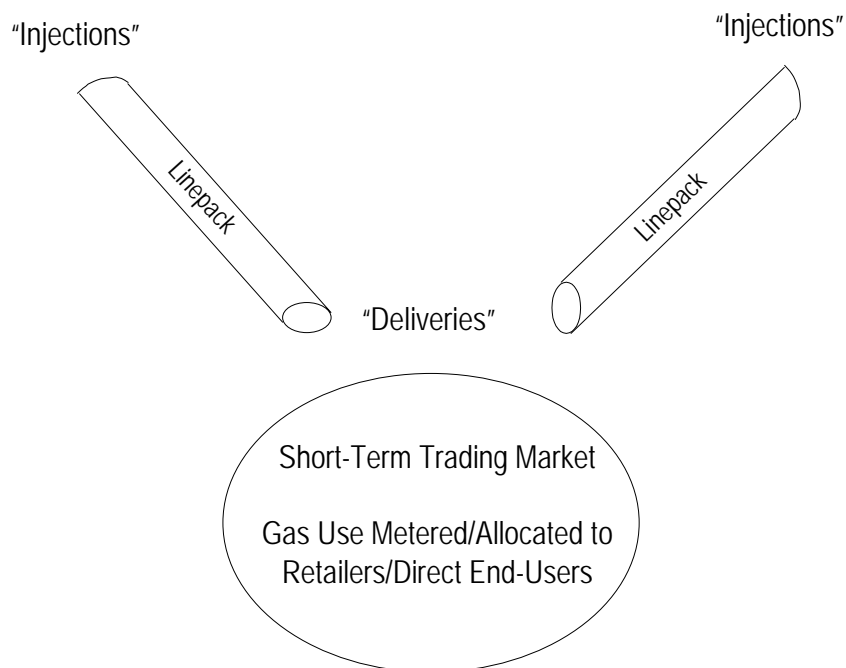 “Injections”
“Injections”
Linepack
Linepack
“Deliveries”
Short-Term Trading Market
Gas Use Metered/Allocated to
Retailers/Direct End-Users